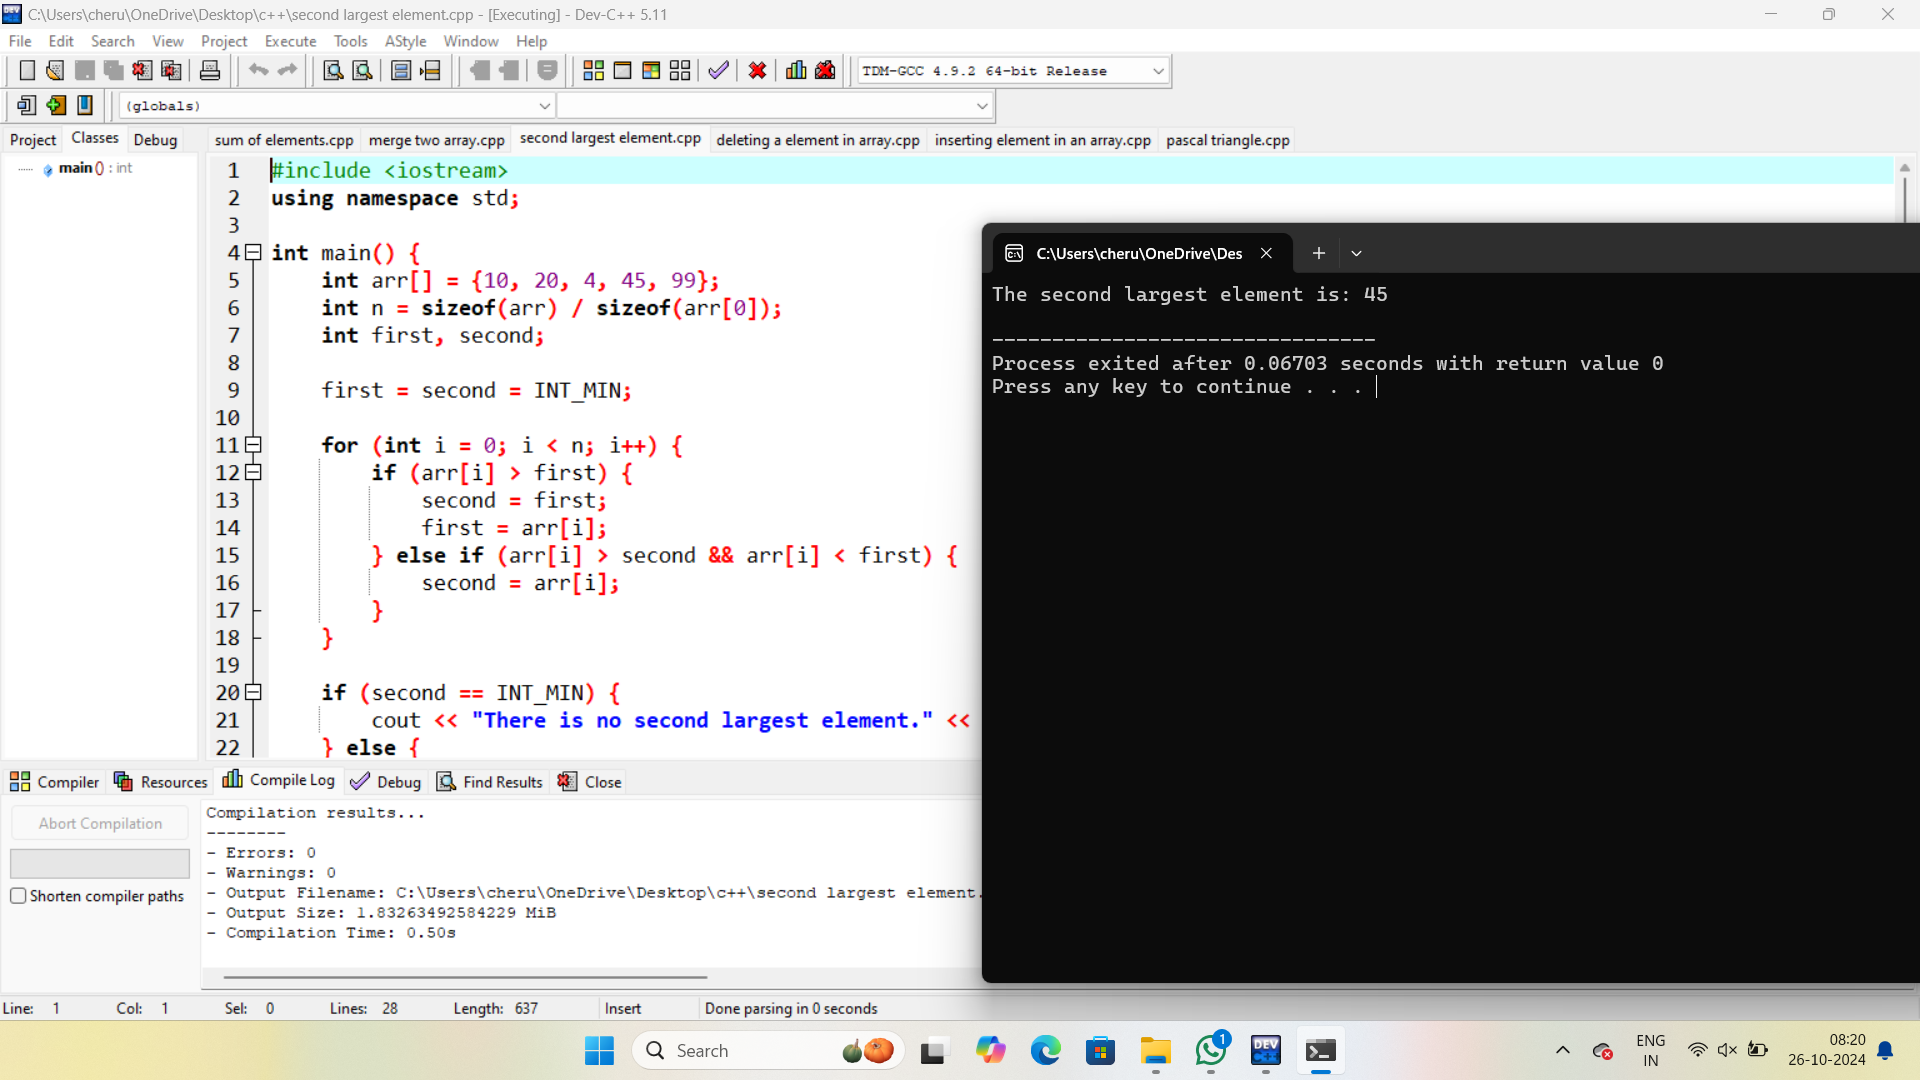 C:\Users\cheru\OneDrive\Desktop\c++\second largest element.cpp - [Executing] - Dev-C++ 5.11
File Edit Search View Project Execute Tools AStyle Window Help
TDM-GCC 4.9.2 64-bit Release
(globals)
Project Classes Debug
sum of elements.cpp merge two array.cpp second largest element.cpp deleting a element in array.cpp inserting element in an array.cpp pascal triangle.cpp
main () : int
1 #include <iostream>
2 using namespace std;
3
4 int main() {
5 int arr[] = {10, 20, 4, 45, 99};
6 int n = sizeof(arr) / sizeof(arr[0]);
7 int first, second;
8
9 first = second = INT_MIN;
10
11 for (int i = 0; i < n; i++) {
12 if (arr[i] > first) {
13 second = first;
14 first = arr[i];
15 } else if (arr[i] > second && arr[i] < first) {
16 second = arr[i];
17 }
18 }
19
20 if (second == INT_MIN) {
21 cout << "There is no second largest element." <<
22 } else {
C:\Users\cheru\OneDrive\Des
The second largest element is: 45
--------------------------------
Process exited after 0.06703 seconds with return value 0
Press any key to continue . . .
Compiler Resources Compile Log Debug Find Results Close
Abort Compilation
Shorten compiler paths
Compilation results...
--------
- Errors: 0
- Warnings: 0
- Output Filename: C:\Users\cheru\OneDrive\Desktop\c++\second largest element.
- Output Size: 1.83263492584229 MiB
- Compilation Time: 0.50s
Line: 1 Col: 1 Sel: 0 Lines: 28 Length: 637 Insert Done parsing in 0 seconds
Search
1
DEV C++
ENG
IN
08:20
26-10-2024